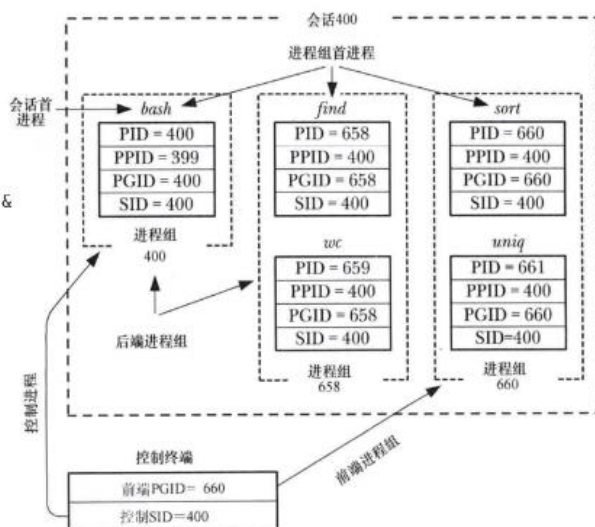 会话400
进程组首进程
会话首
进程
bash
find
sort
PID = 400
PPID = 399
PGID = 400
SID = 400
PID = 658
PPID = 400
PGID = 658
SID = 400
PID = 660
PPID = 400
PGID = 660
SID = 400
&
进程组
400
wc
uniq
PID = 659
PPID = 400
PGID = 658
SID = 400
PID = 661
PPID = 400
PGID = 660
SID=400
后端进程组
进程组
658
进程组
660
控制进程
前端进程组
控制终端
前端PGID= 660
控制SID=400